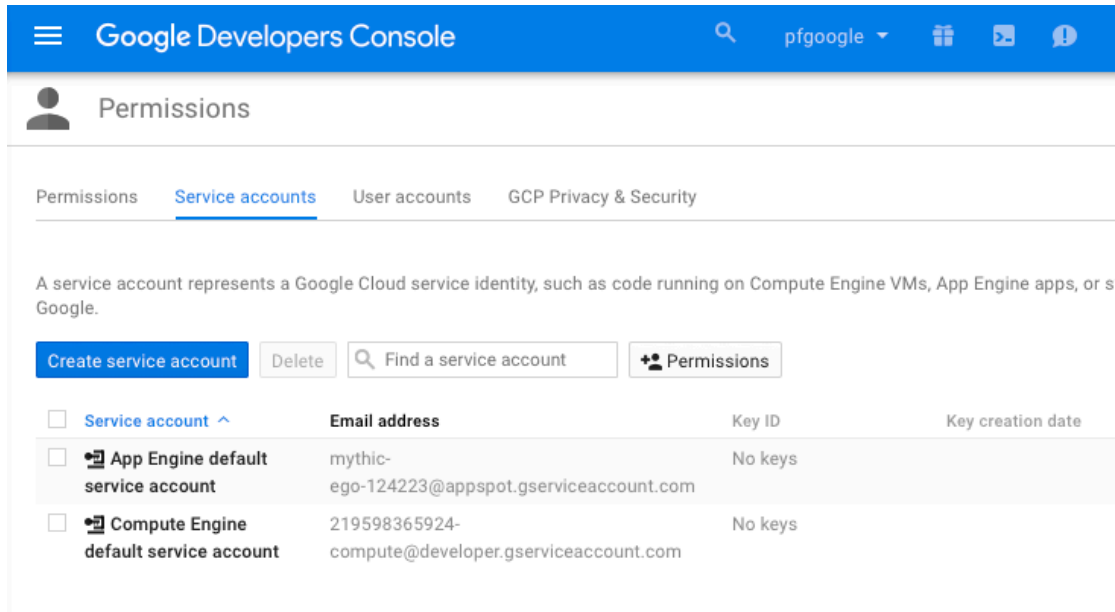 Google Developers Console pfgoogle
Permissions
Permissions Service accounts User accounts GCP Privacy & Security
A service account represents a Google Cloud service identity, such as code running on Compute Engine VMs, App Engine apps, or s
Google.
Create service account Delete Find a service account Permissions
Service account Email address Key ID Key creation date
App Engine default mythic- No keys
service account ego-124223@appspot.gserviceaccount.com
Compute Engine 219598365924- No keys
default service account compute@developer.gserviceaccount.com